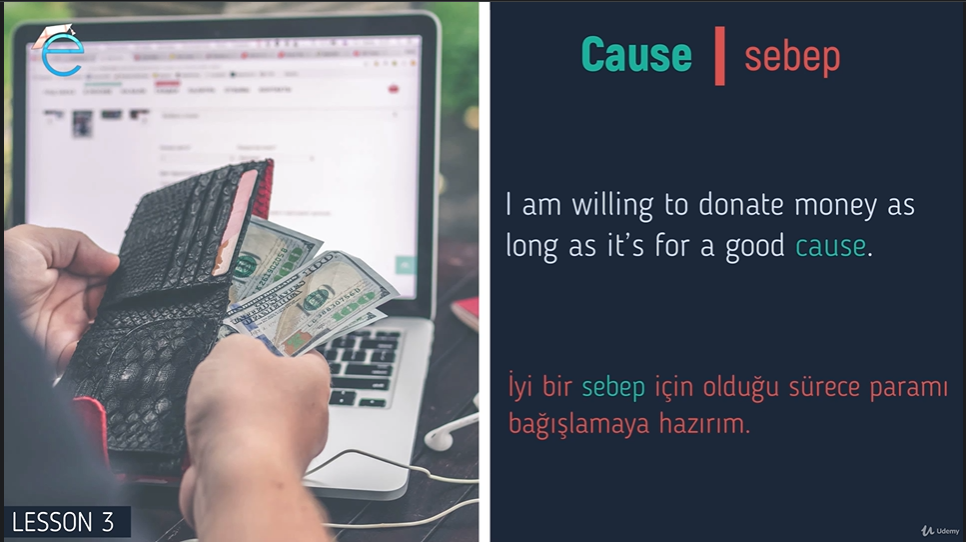 Cause | sebep
I am willing to donate money as
long as it's for a good cause.
İyi bir sebep için olduğu sürece paramı
bağışlamaya hazırım.
LESSON 3
Udemy